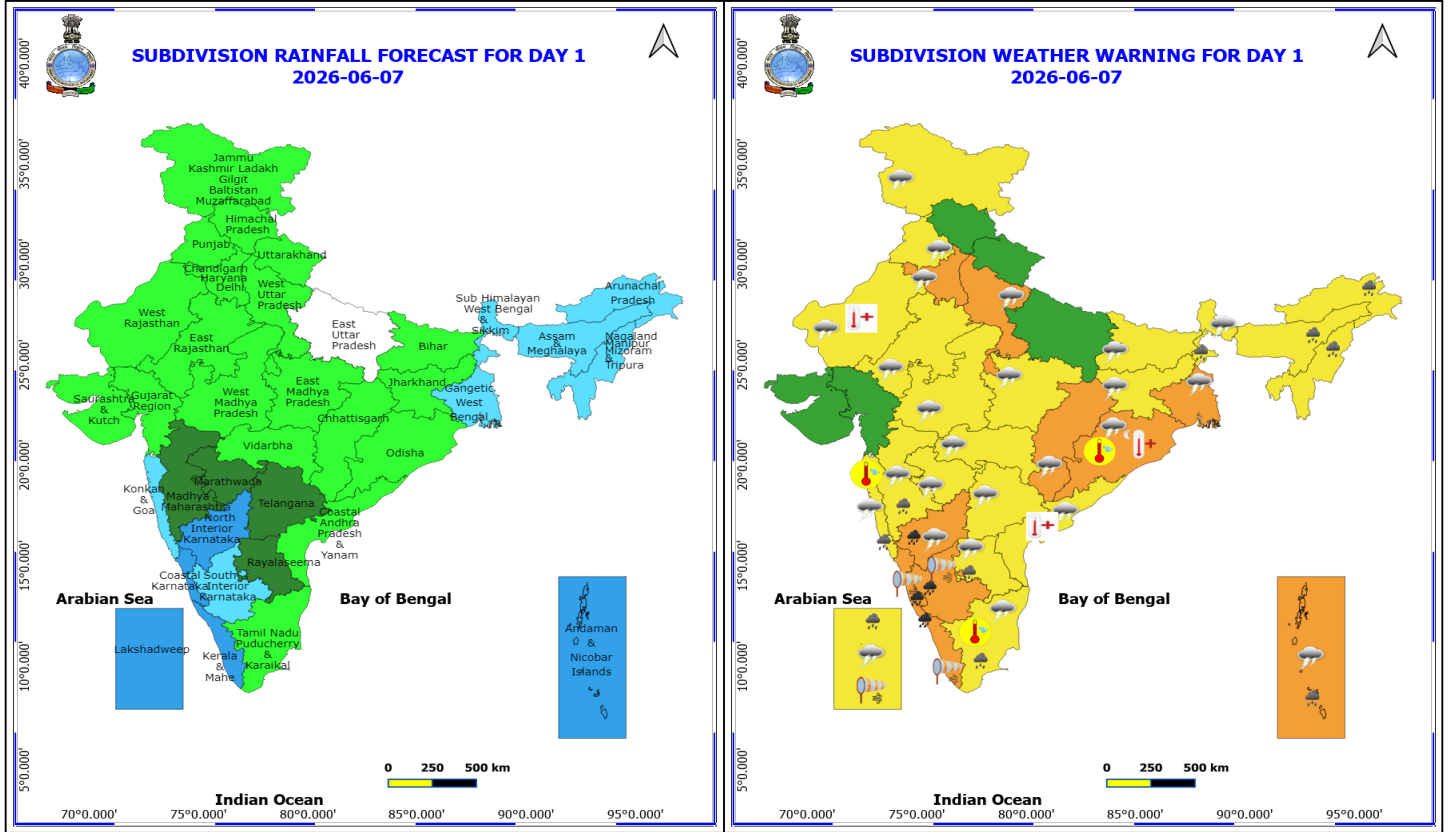 SUBDIVISION RAINFALL FORECAST FOR DAY 1
2026-06-07
40°0.000'
35°0.000'
30°0.000'
25°0.000'
20°0.000'
15°0.000'
10°0.000'
5°0.000'
Jammu
Kashmir Ladakh
Gilgit
Baltistan
Muzaffarabad
Himachal
Pradesh
Punjab
Uttarakhand
Chandigarh
Haryana
Delhi
West
Uttar
Pradesh
West
Rajasthan
East
Rajasthan
East
Uttar
Pradesh
Sub Himalayan
West Bengal
&
Sikkim
Arunachal
Pradesh
Assam
&
Meghalaya
Nagaland
Manipur
Mizoram
&
Tripura
Bihar
Jharkhand
Gangetic
West
Bengal
Saurashtra
&
Kutch
Gujarat
Region
West
Madhya
Pradesh
East
Madhya
Pradesh
Chhattisgarh
Vidarbha
Odisha
Konkan
&
Goa
Marathwada
Madhya
Maharashtra
Telangana
North
Interior
Karnataka
Coastal
Andhra
Pradesh
&
Yanam
Rayalaseema
Coastal
Karnataka
South
Interior
Karnataka
Arabian Sea
Bay of Bengal
Lakshadweep
Kerala
&
Mahe
Tamil Nadu
Puducherry
&
Karaikal
Andaman
&
Nicobar
Islands
0 250 500 km
Indian Ocean
70°0.000' 75°0.000' 80°0.000' 85°0.000' 90°0.000' 95°0.000'
SUBDIVISION WEATHER WARNING FOR DAY 1
2026-06-07
40°0.000'
35°0.000'
30°0.000'
25°0.000'
20°0.000'
15°0.000'
10°0.000'
5°0.000'
Arabian Sea
Bay of Bengal
0 250 500 km
Indian Ocean
70°0.000' 75°0.000' 80°0.000' 85°0.000' 90°0.000' 95°0.000'